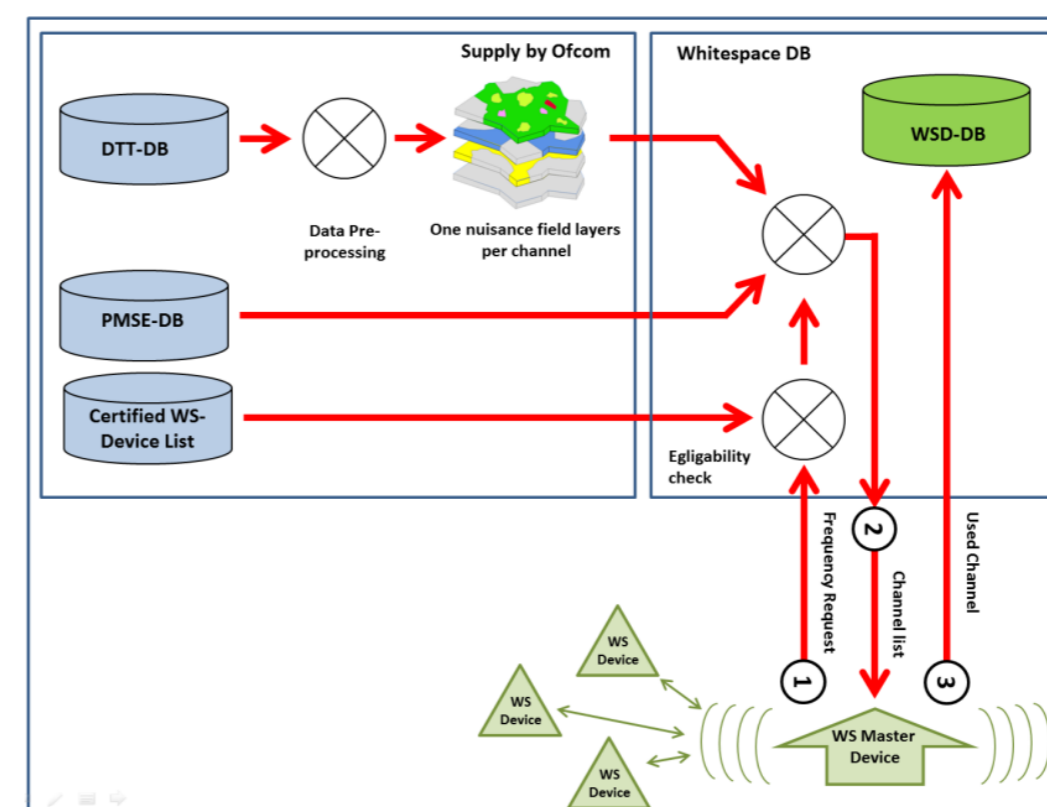 Supply by Ofcom
Whitespace DB
DTT-DB
WSD-DB
Data Pre-
processing
One nuisance field layers
per channel
PMSE-DB
Certified WS-
Device List
Egligability
check
Frequency Request
2
Channel list
Used Channel
1
3
WS
Device
WS
Device
WS
Device
WS Master
Device